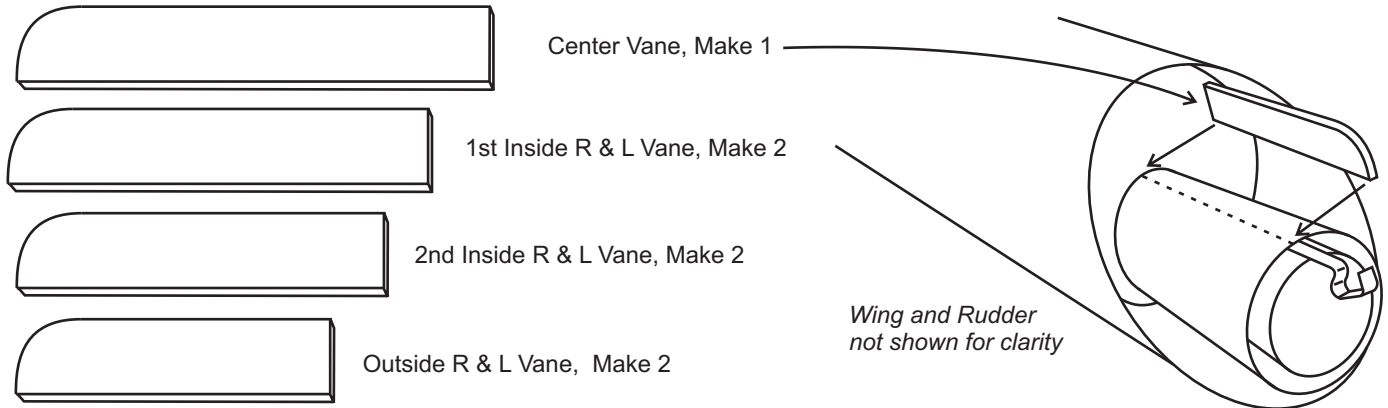 Center Vane, Make 1
1st Inside R & L Vane, Make 2
2nd Inside R & L Vane, Make 2
Outside R & L Vane,  Make 2
Wing and Rudder
not shown for clarity